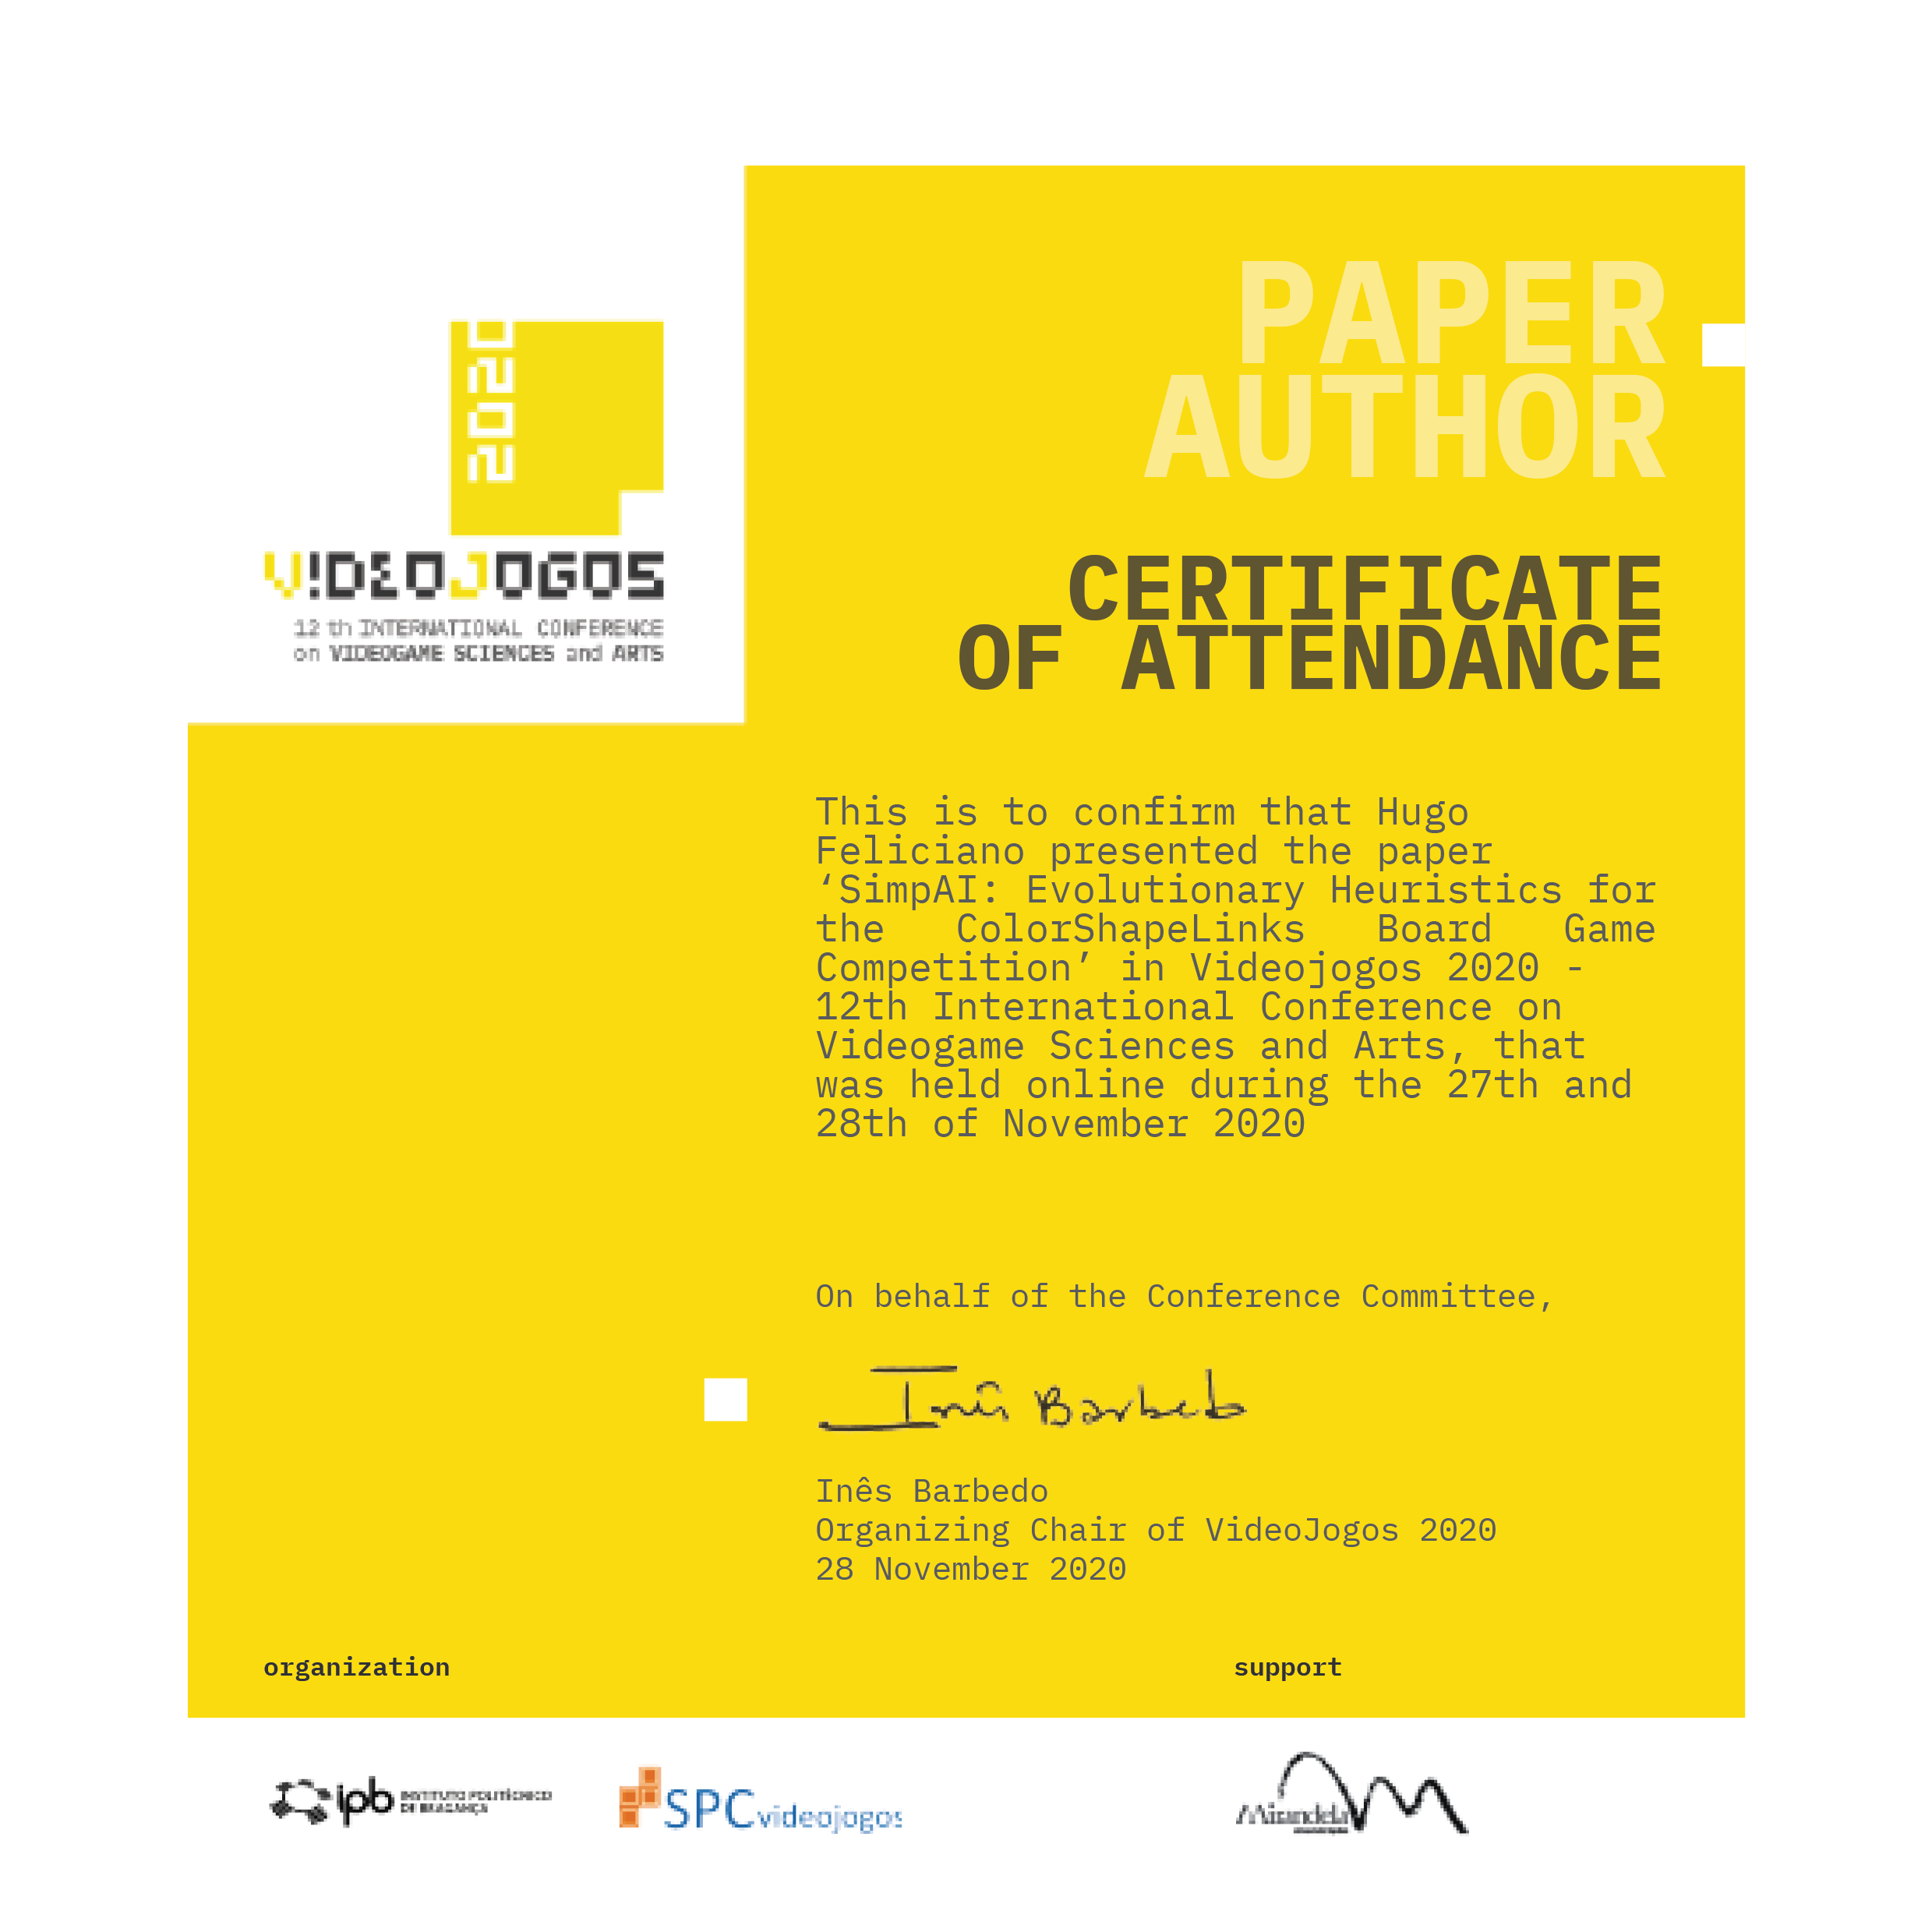 PAPER
AUTHOR
2020
V!DEOJOGOS
12 th INTERNATIONAL CONFERENCE
on VIDEOGAME SCIENCES and ARTS
CERTIFICATE
OF ATTENDANCE
This is to confirm that Hugo
Feliciano presented the paper
‘SimpAI: Evolutionary Heuristics for
the ColorShapeLinks Board Game
Competition’ in Videojogos 2020 -
12th International Conference on
Videogame Sciences and Arts, that
was held online during the 27th and
28th of November 2020
On behalf of the Conference Committee,
Inês Barbedo
Inês Barbedo
Organizing Chair of VideoJogos 2020
28 November 2020
organization
support
ipb INSTITUTO POLITÉCNICO
DE BRAGANÇA
SPCvideojogos
Mirandela